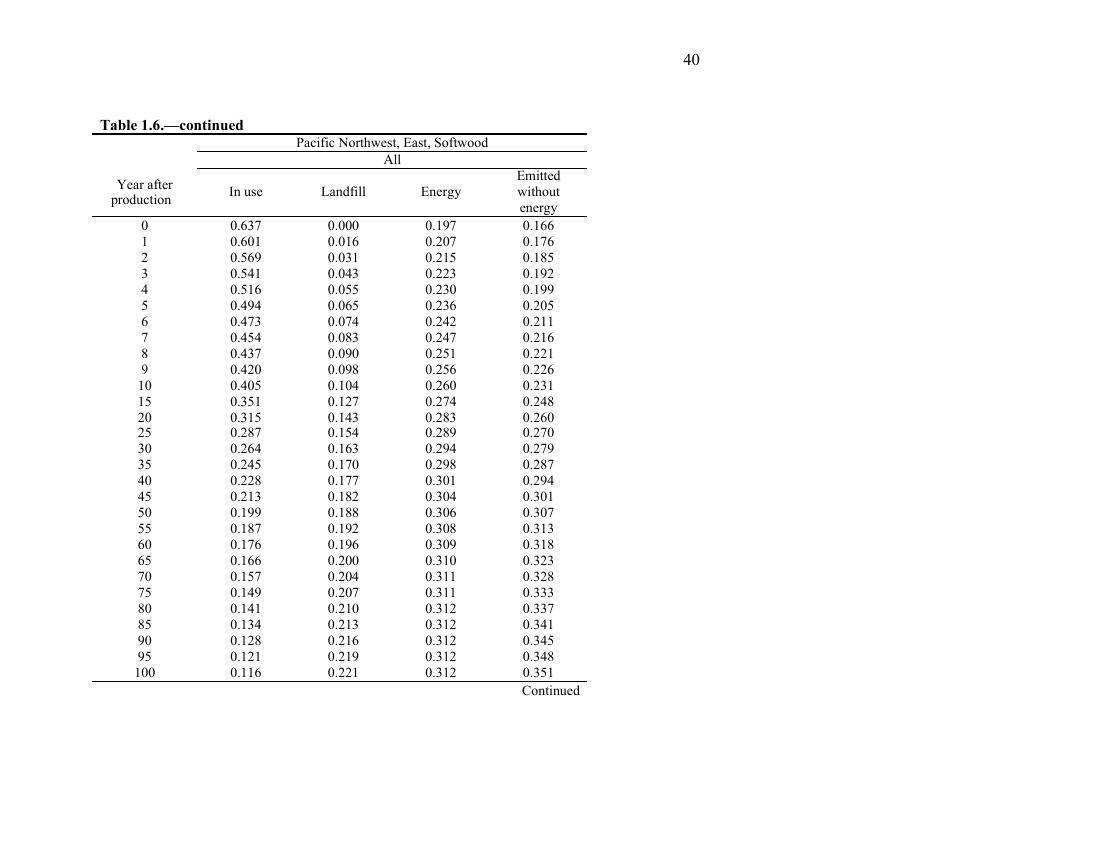 40
Table 1.6.—continued
Pacific Northwest, East, Softwood
All
Year after production In use Landfill Energy Emitted without energy
0 0.637 0.000 0.197 0.166
1 0.601 0.016 0.207 0.176
2 0.569 0.031 0.215 0.185
3 0.541 0.043 0.223 0.192
4 0.516 0.055 0.230 0.199
5 0.494 0.065 0.236 0.205
6 0.473 0.074 0.242 0.211
7 0.454 0.083 0.247 0.216
8 0.437 0.090 0.251 0.221
9 0.420 0.098 0.256 0.226
10 0.405 0.104 0.260 0.231
15 0.351 0.127 0.274 0.248
20 0.315 0.143 0.283 0.260
25 0.287 0.154 0.289 0.270
30 0.264 0.163 0.294 0.279
35 0.245 0.170 0.298 0.287
40 0.228 0.177 0.301 0.294
45 0.213 0.182 0.304 0.301
50 0.199 0.188 0.306 0.307
55 0.187 0.192 0.308 0.313
60 0.176 0.196 0.309 0.318
65 0.166 0.200 0.310 0.323
70 0.157 0.204 0.311 0.328
75 0.149 0.207 0.311 0.333
80 0.141 0.210 0.312 0.337
85 0.134 0.213 0.312 0.341
90 0.128 0.216 0.312 0.345
95 0.121 0.219 0.312 0.348
100 0.116 0.221 0.312 0.351
Continued